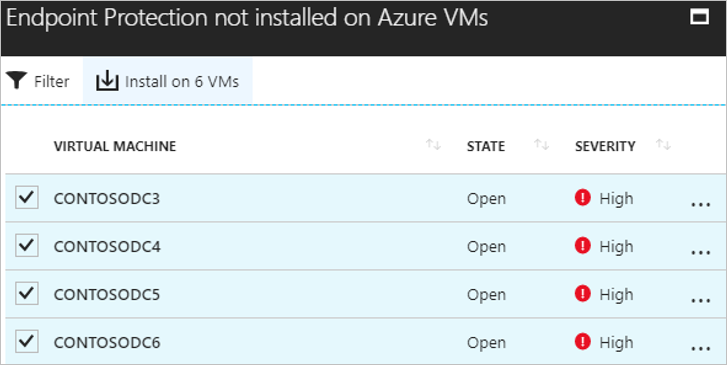 Endpoint Protection not installed on Azure VMs
Filter Install on 6 VMs
VIRTUAL MACHINE STATE SEVERITY
CONTOSODC3 Open High ...
CONTOSODC4 Open High ...
CONTOSODC5 Open High ...
CONTOSODC6 Open High ...